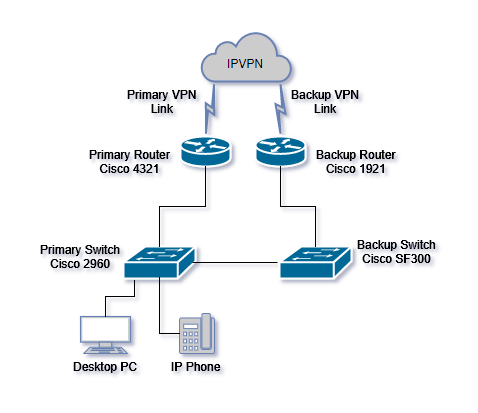 IPVPN
Primary VPN
Link
Backup VPN
Link
Primary Router
Cisco 4321
Backup Router
Cisco 1921
Primary Switch
Cisco 2960
Backup Switch
Cisco SF300
Desktop PC
IP Phone